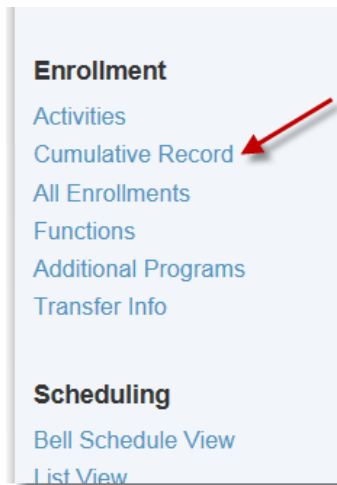 Enrollment
Activities
Cumulative Record
All Enrollments
Functions
Additional Programs
Transfer Info
Scheduling
Bell Schedule View
List View